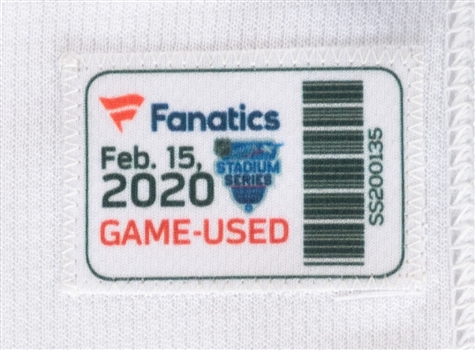 Fanatics
Feb. 15,
2020
STADIUM
SERIES
GAME-USED
SS200135